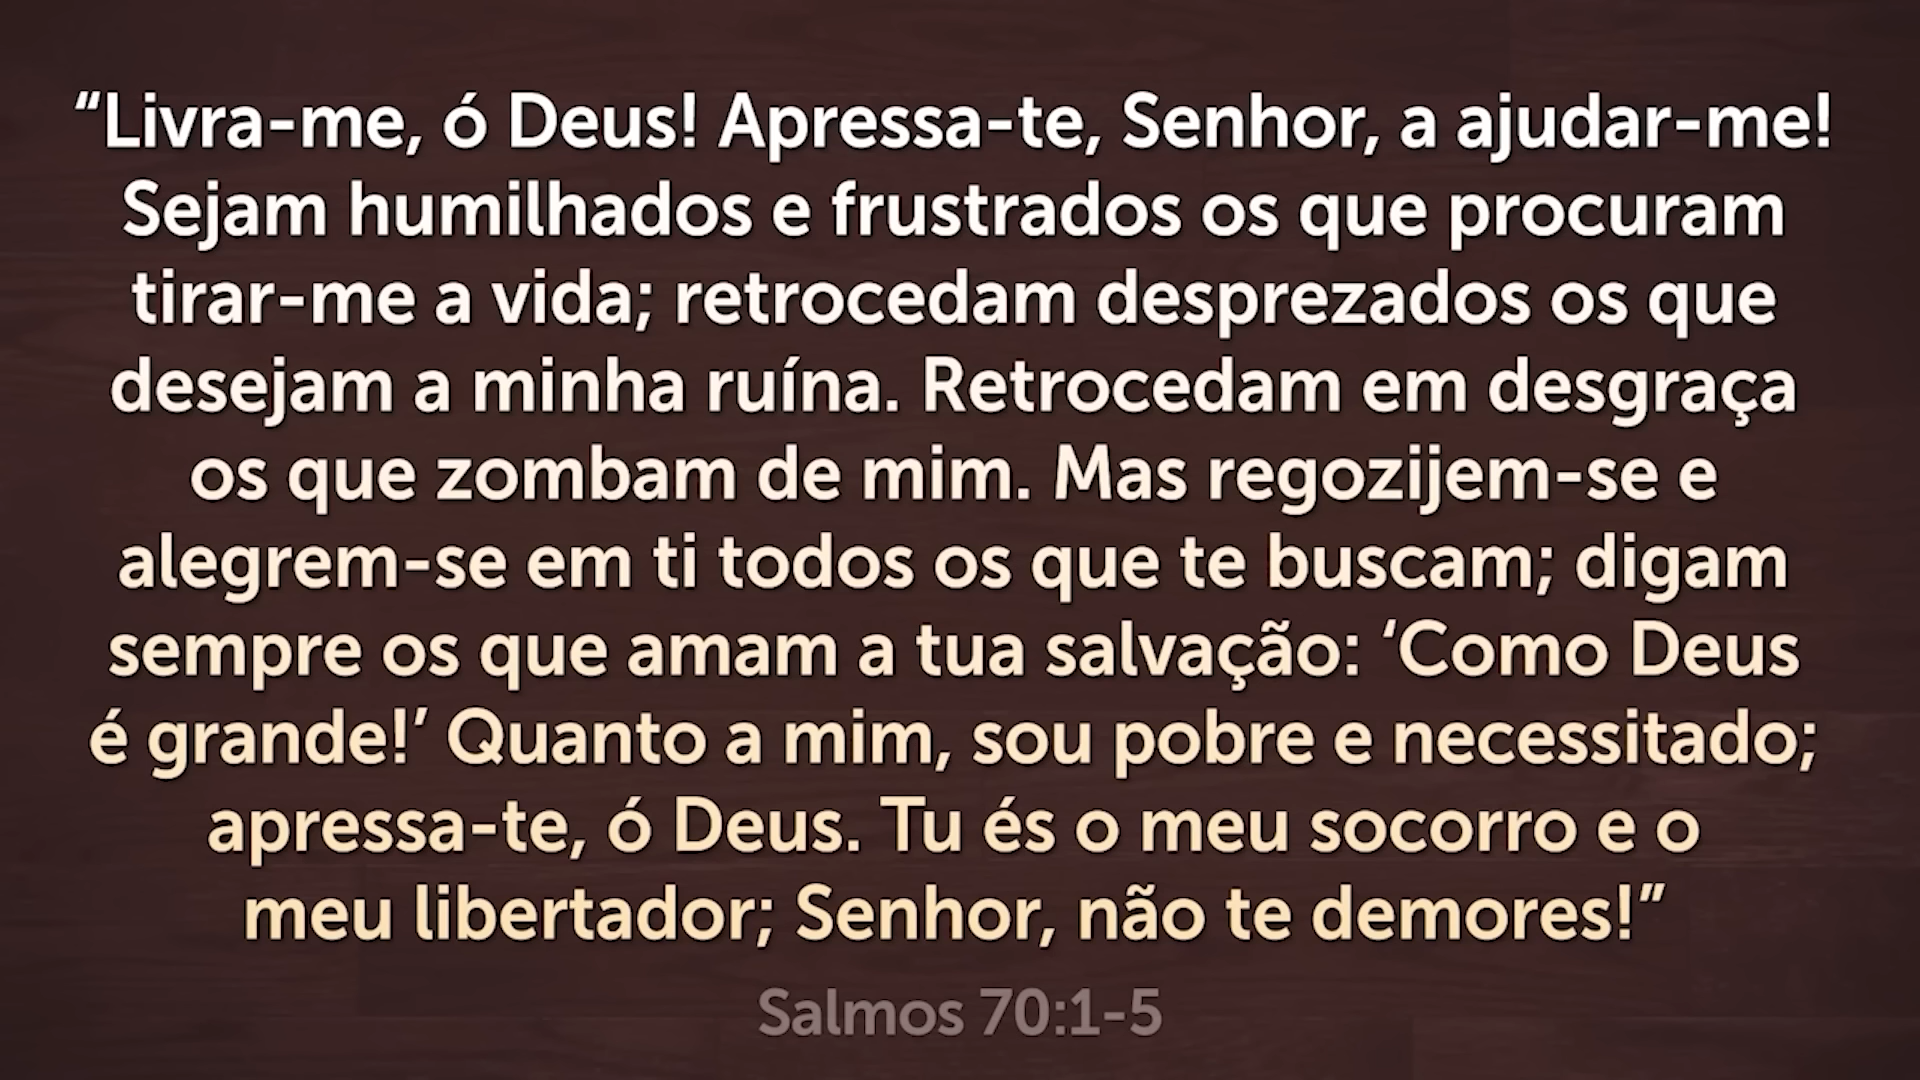 “Livra-me, ó Deus! Apressa-te, Senhor, a ajudar-me!
Sejam humilhados e frustrados os que procuram
tirar-me a vida; retrocedam desprezados os que
desejam a minha ruína. Retrocedam em desgraça
os que zombam de mim. Mas regozijem-se e
alegrem-se em ti todos os que te buscam; digam
sempre os que amam a tua salvação: ‘Como Deus
é grande!’ Quanto a mim, sou pobre e necessitado;
apressa-te, ó Deus. Tu és o meu socorro e o
meu libertador; Senhor, não te demores!”
Salmos 70:1-5